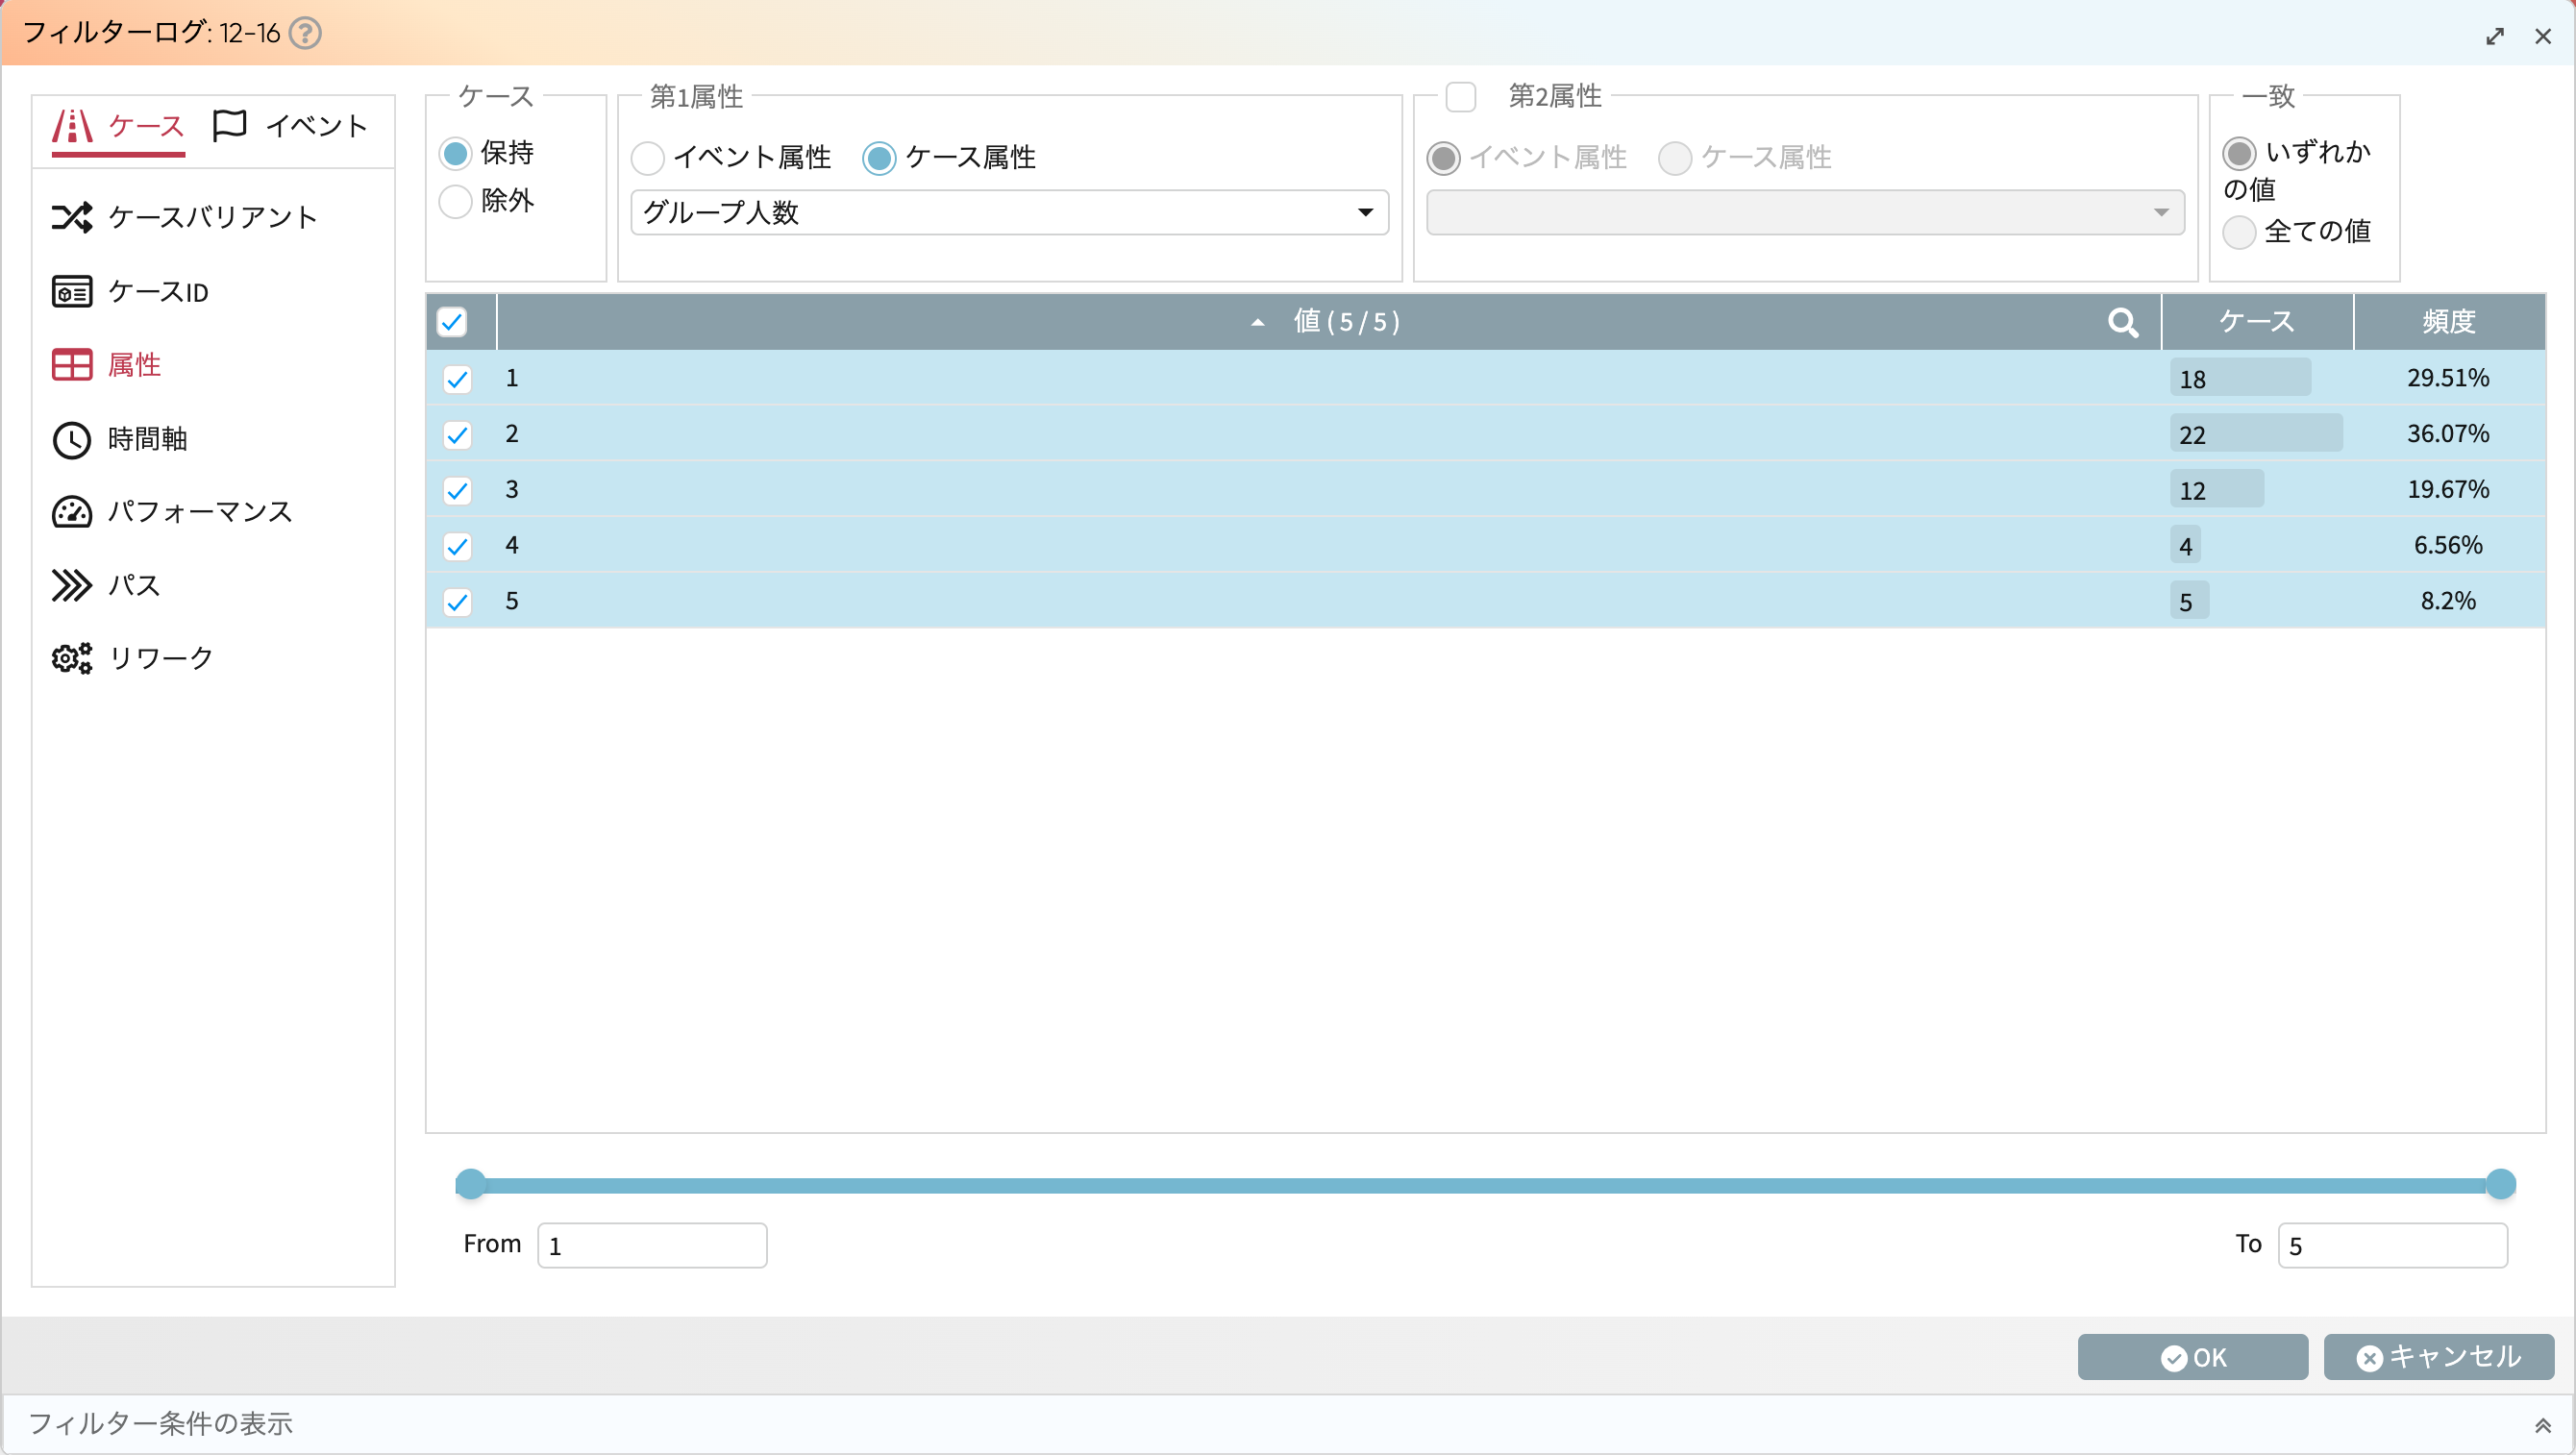 フィルターログ: 12-16
ケース
イベント
ケースバリアント
ケースID
属性
時間軸
パフォーマンス
パス
リワーク
ケース
保持
除外
第1属性
イベント属性
ケース属性
グループ人数
第2属性
イベント属性
ケース属性
一致
いずれか
の値
全ての値
値 ( 5 / 5 )
ケース
頻度
1 18 29.51%
2 22 36.07%
3 12 19.67%
4 4 6.56%
5 5 8.2%
From 1
To 5
OK
キャンセル
フィルター条件の表示